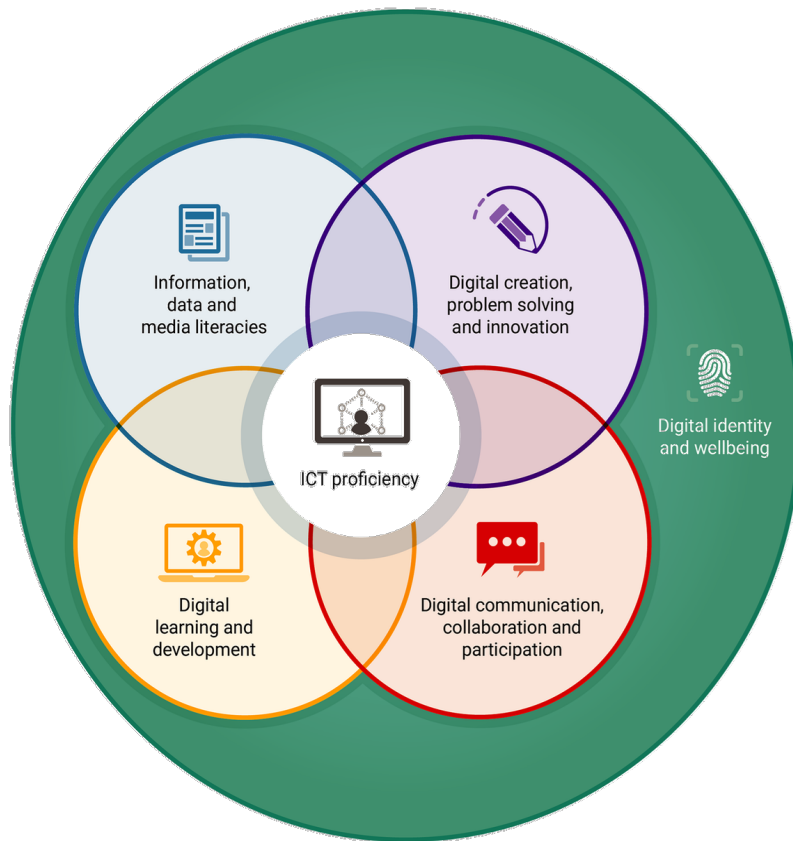 Information,
data and
media literacies
Digital creation,
problem solving
and innovation
Digital identity
and wellbeing
ICT proficiency
Digital
learning and
development
Digital communication,
collaboration and
participation